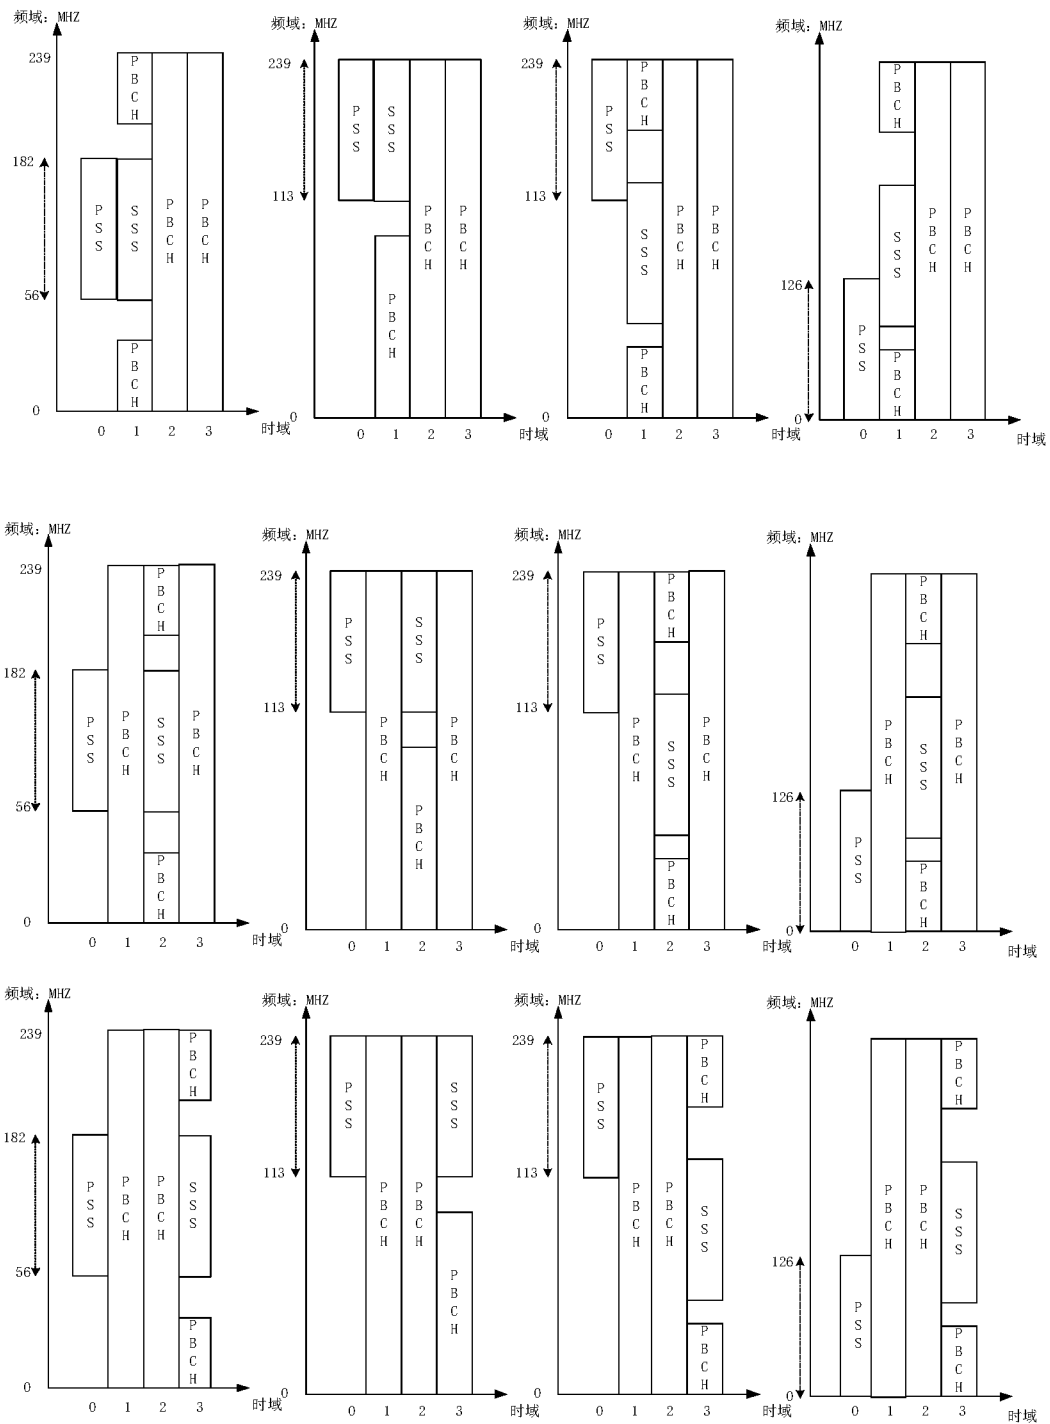 频域：MHZ
239
PBCH
182
PSS
SSS
PBCH
PBCH
56
PBCH
0
0 1 2 3 时域
频域：MHZ
239
PSS
SSS
113
PBCH
PBCH
PBCH
0
0 1 2 3 时域
频域：MHZ
239
PBCH
PSS
113
SSS
PBCH
PBCH
PBCH
0
0 1 2 3 时域
频域：MHZ
PBCH
SSS
PBCH
PBCH
126
PSS
PBCH
0
0 1 2 3 时域
频域：MHZ
239
PBCH
182
PSS
PBCH
SSS
PBCH
56
PBCH
0
0 1 2 3 时域
频域：MHZ
239
PSS
SSS
113
PBCH
PBCH
PBCH
0
0 1 2 3 时域
频域：MHZ
239
PBCH
PSS
113
PBCH
SSS
PBCH
PBCH
0
0 1 2 3 时域
频域：MHZ
PBCH
PBCH
SSS
PBCH
126
PSS
PBCH
0
0 1 2 3 时域
频域：MHZ
239
PBCH
182
PSS
PBCH
PBCH
SSS
56
PBCH
0
0 1 2 3 时域
频域：MHZ
239
PSS
SSS
113
PBCH
PBCH
PBCH
0
0 1 2 3 时域
频域：MHZ
239
PBCH
PSS
113
PBCH
PBCH
SSS
PBCH
0
0 1 2 3 时域
频域：MHZ
PBCH
PBCH
PBCH
SSS
126
PSS
PBCH
0
0 1 2 3 时域